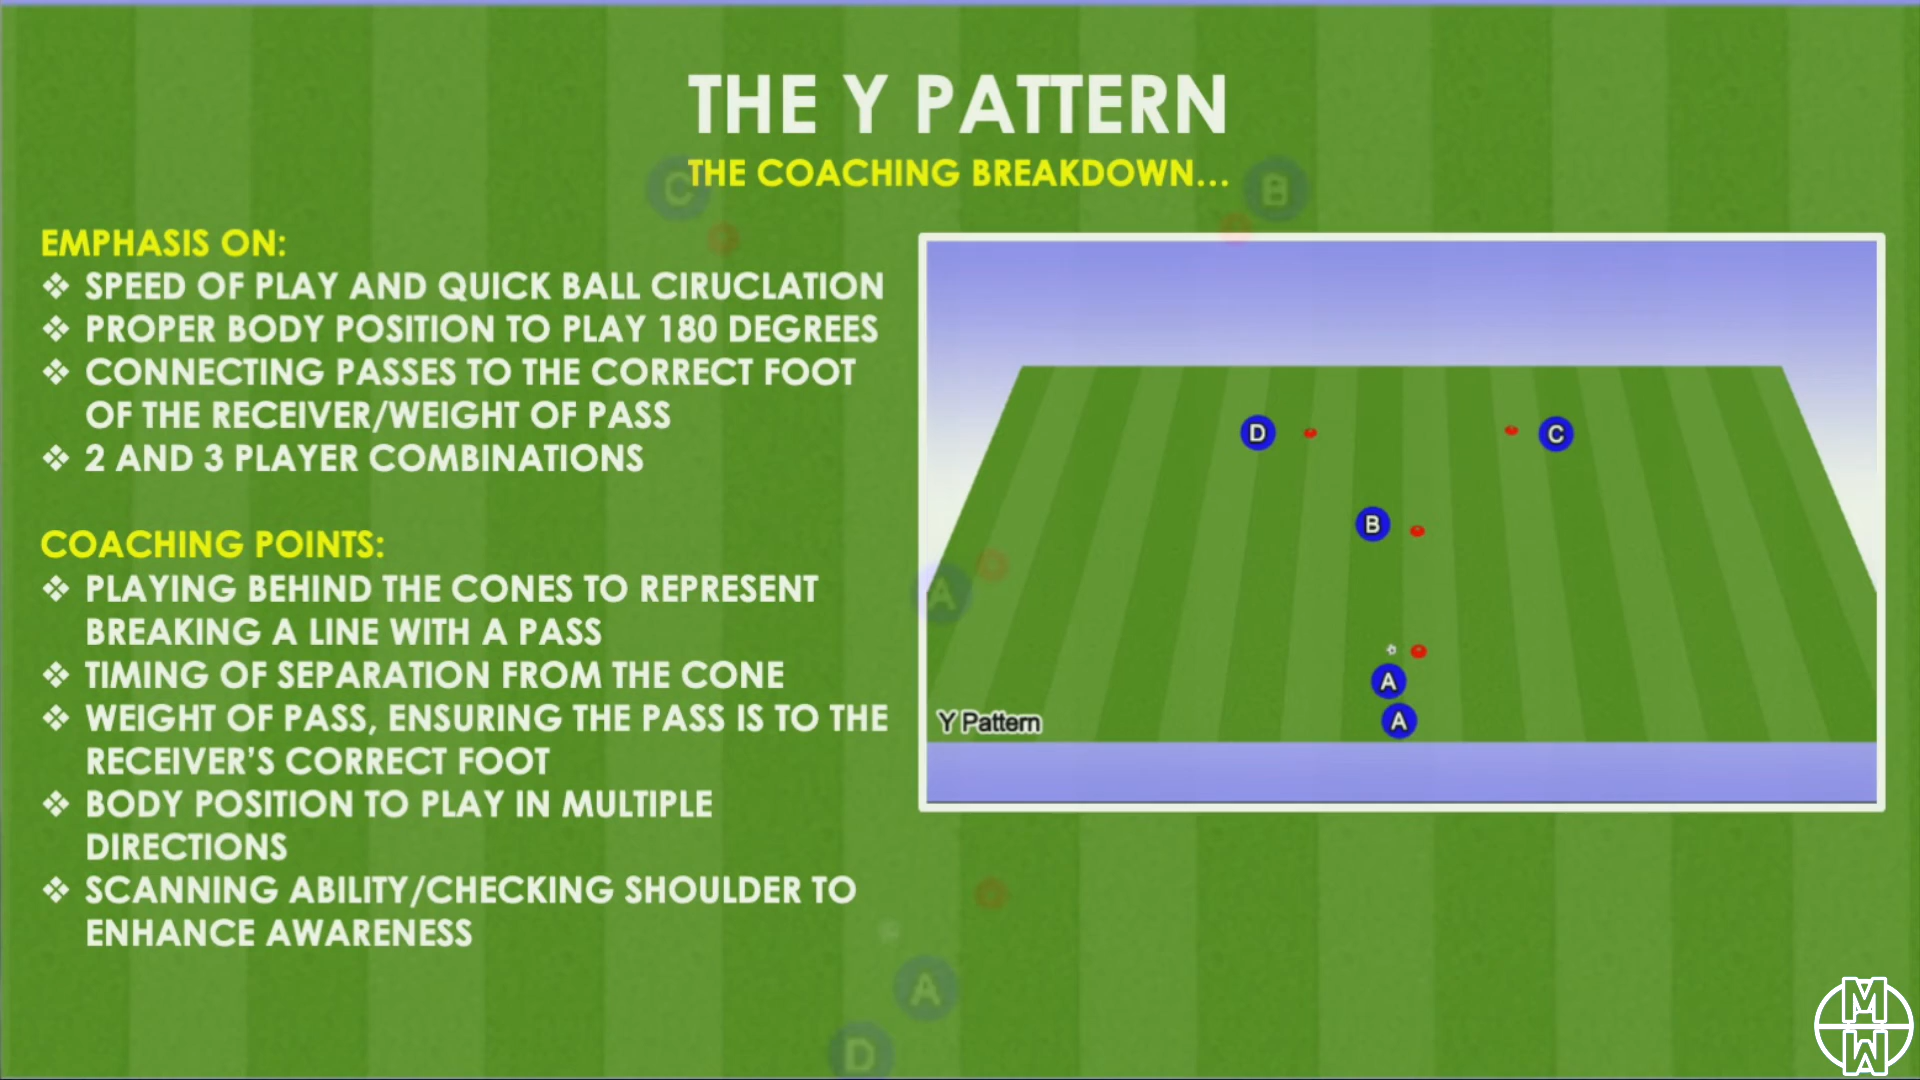 THE Y PATTERN
THE COACHING BREAKDOWN...
C
B
EMPHASIS ON:
❖ SPEED OF PLAY AND QUICK BALL CIRUCLATION
❖ PROPER BODY POSITION TO PLAY 180 DEGREES
❖ CONNECTING PASSES TO THE CORRECT FOOT
OF THE RECEIVER/WEIGHT OF PASS
❖ 2 AND 3 PLAYER COMBINATIONS
COACHING POINTS:
❖ PLAYING BEHIND THE CONES TO REPRESENT
BREAKING A LINE WITH A PASS
❖ TIMING OF SEPARATION FROM THE CONE
❖ WEIGHT OF PASS, ENSURING THE PASS IS TO THE
RECEIVER'S CORRECT FOOT
❖ BODY POSITION TO PLAY IN MULTIPLE
DIRECTIONS
❖ SCANNING ABILITY/CHECKING SHOULDER TO
ENHANCE AWARENESS
D
C
B
A
A
Y Pattern
A
A
D
M
W